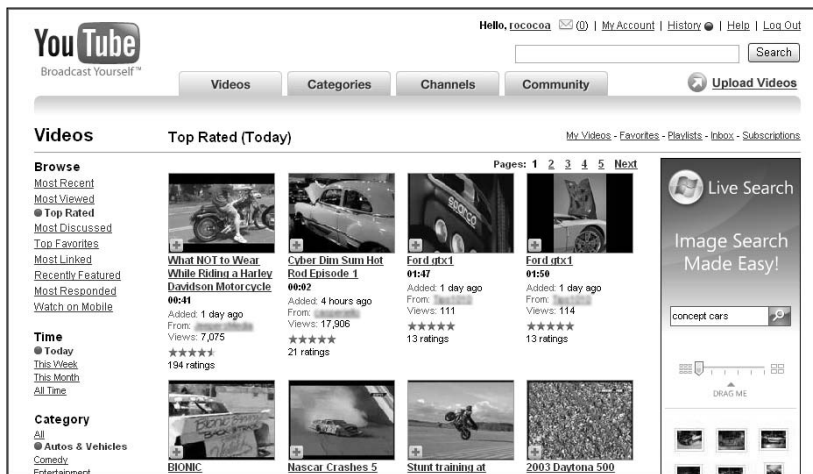 Hello, rococoa (0) | My Account | History | Help | Log Out
YouTube
Broadcast Yourself™
Search
Videos
Categories
Channels
Community
Upload Videos
Videos
Top Rated (Today)
My Videos - Favorites - Playlists - Inbox - Subscriptions
Pages: 1 2 3 4 5 Next
Browse
Most Recent
Most Viewed
Top Rated
Most Discussed
Top Favorites
Most Linked
Recently Featured
Most Responded
Watch on Mobile
Time
Today
This Week
This Month
All Time
Category
All
Autos & Vehicles
Comedy
Entertainment
What NOT to Wear
While Riding a Harley
Davidson Motorcycle
00:41
Added: 1 day ago
From:
Views: 7,075
194 ratings
Cyber Dim Sum Hot
Rod Episode 1
00:02
Added: 4 hours ago
From:
Views: 17,906
21 ratings
sparco
Ford gtx1
01:47
Added: 1 day ago
From:
Views: 111
13 ratings
Ford gtx1
01:50
Added: 1 day ago
From:
Views: 114
13 ratings
BIONIC
Nascar Crashes 5
Stunt training at
2003 Daytona 500
Live Search
Image Search
Made Easy!
concept cars
DRAG ME